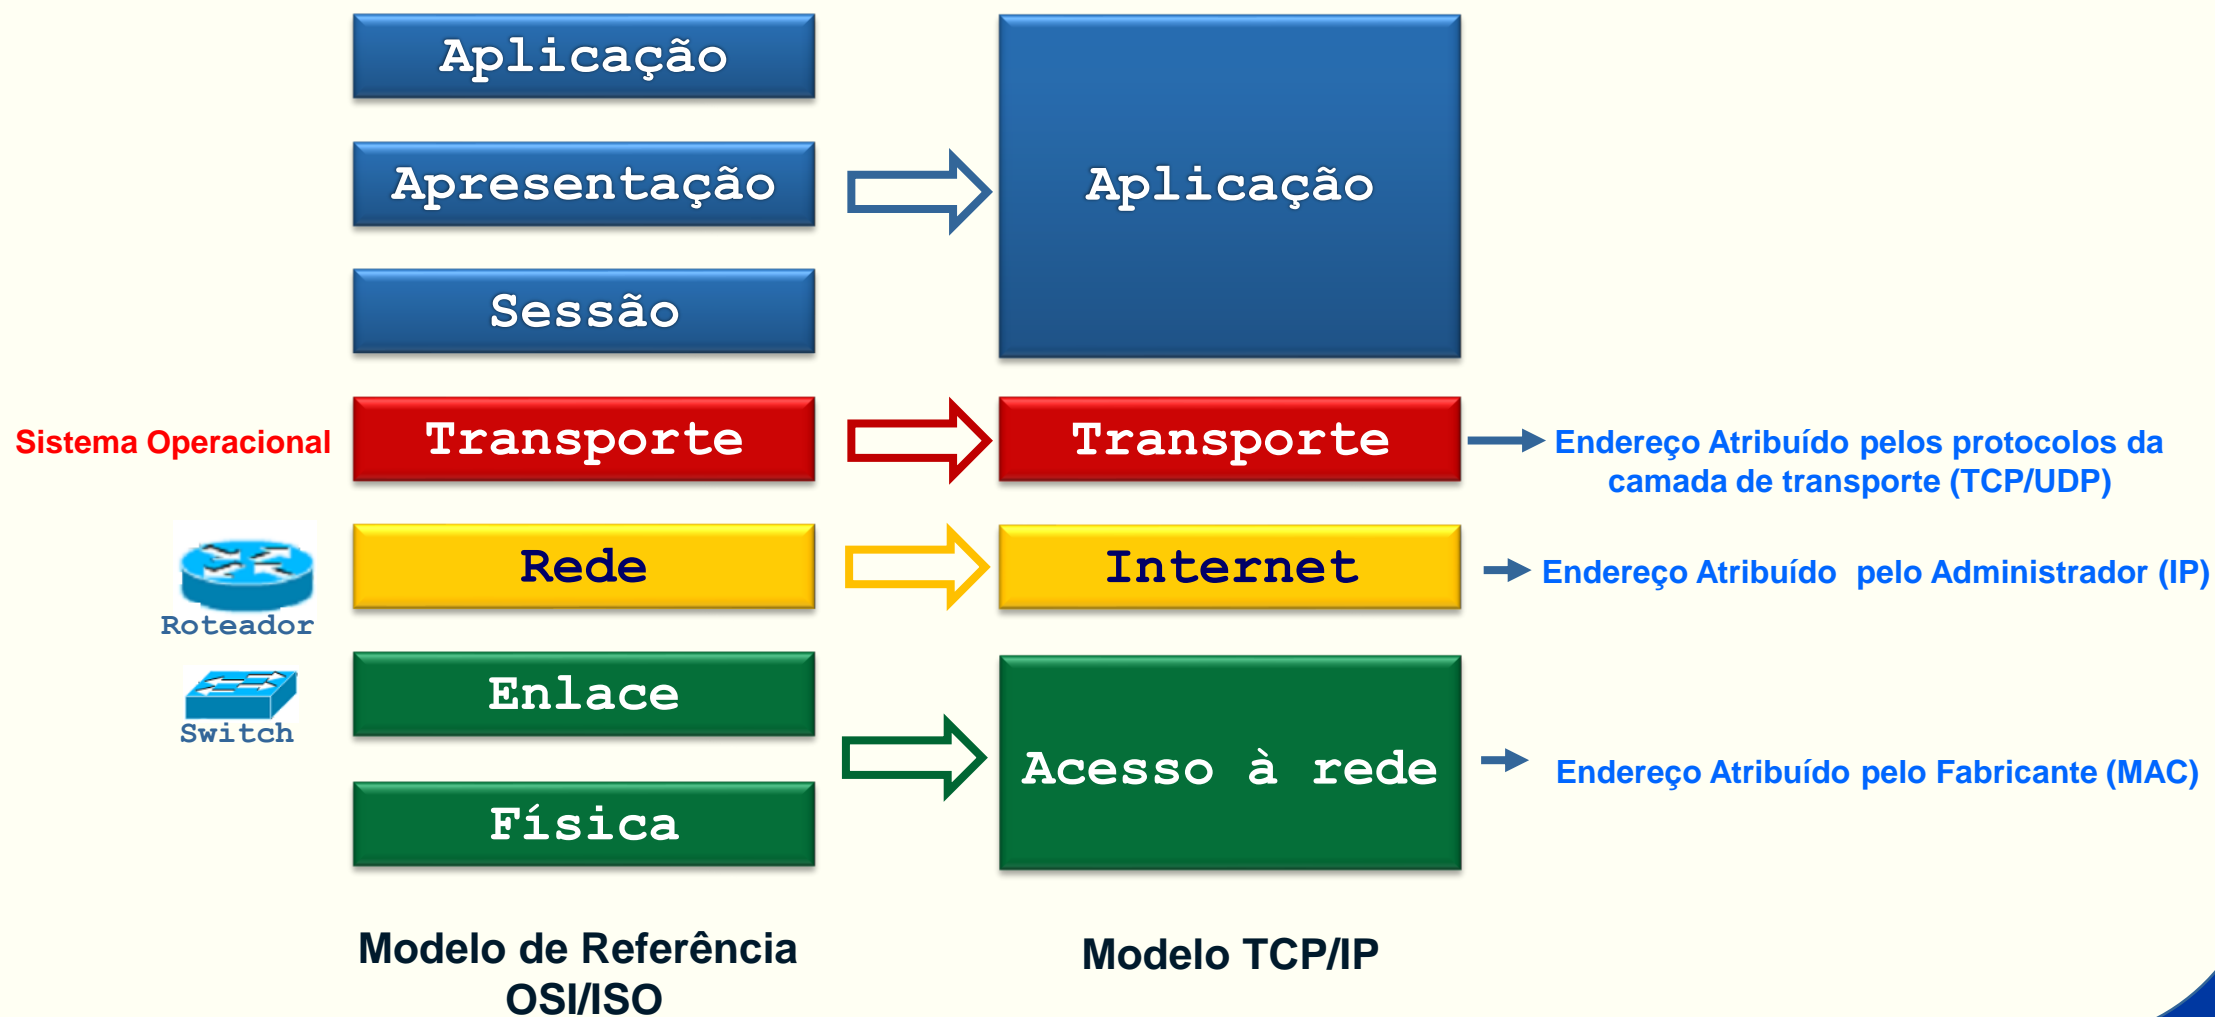 Aplicação
Apresentação
Aplicação
Sessão
Sistema Operacional
Transporte
Transporte
Endereço Atribuído pelos protocolos da
camada de transporte (TCP/UDP)
Rede
Internet
Endereço Atribuído  pelo Administrador (IP)
Roteador
Enlace
Switch
Acesso à rede
Endereço Atribuído pelo Fabricante (MAC)
Física
Modelo de Referência
OSI/ISO
Modelo TCP/IP